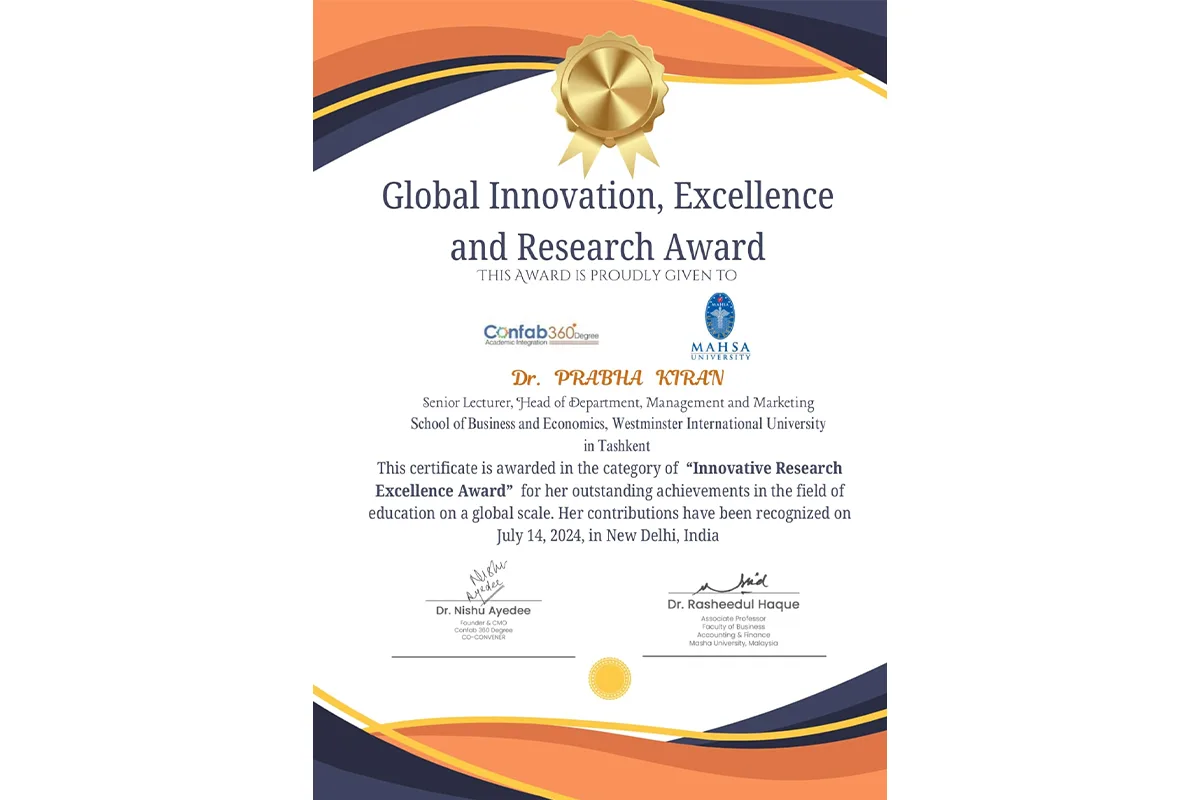 Global Innovation, Excellence
and Research Award
THIS AWARD IS PROUDLY GIVEN TO
Confab360Degree
Academic Integration
MAHSA
MAHSA
UNIVERSITY
Dr. PRABHA KIRAN
Senior Lecturer, Head of Department, Management and Marketing
School of Business and Economics, Westminster International University
in Tashkent
This certificate is awarded in the category of “Innovative Research
Excellence Award” for her outstanding achievements in the field of
education on a global scale. Her contributions have been recognized on
July 14, 2024, in New Delhi, India
Nishu
Ayedee
Dr. Nishu Ayedee
Founder & CMO
Confab 360 Degree
CO-CONVENER
Dr. Rasheedul Haque
Associate Professor
Faculty of Business
Accounting & Finance
Masha University, Malaysia